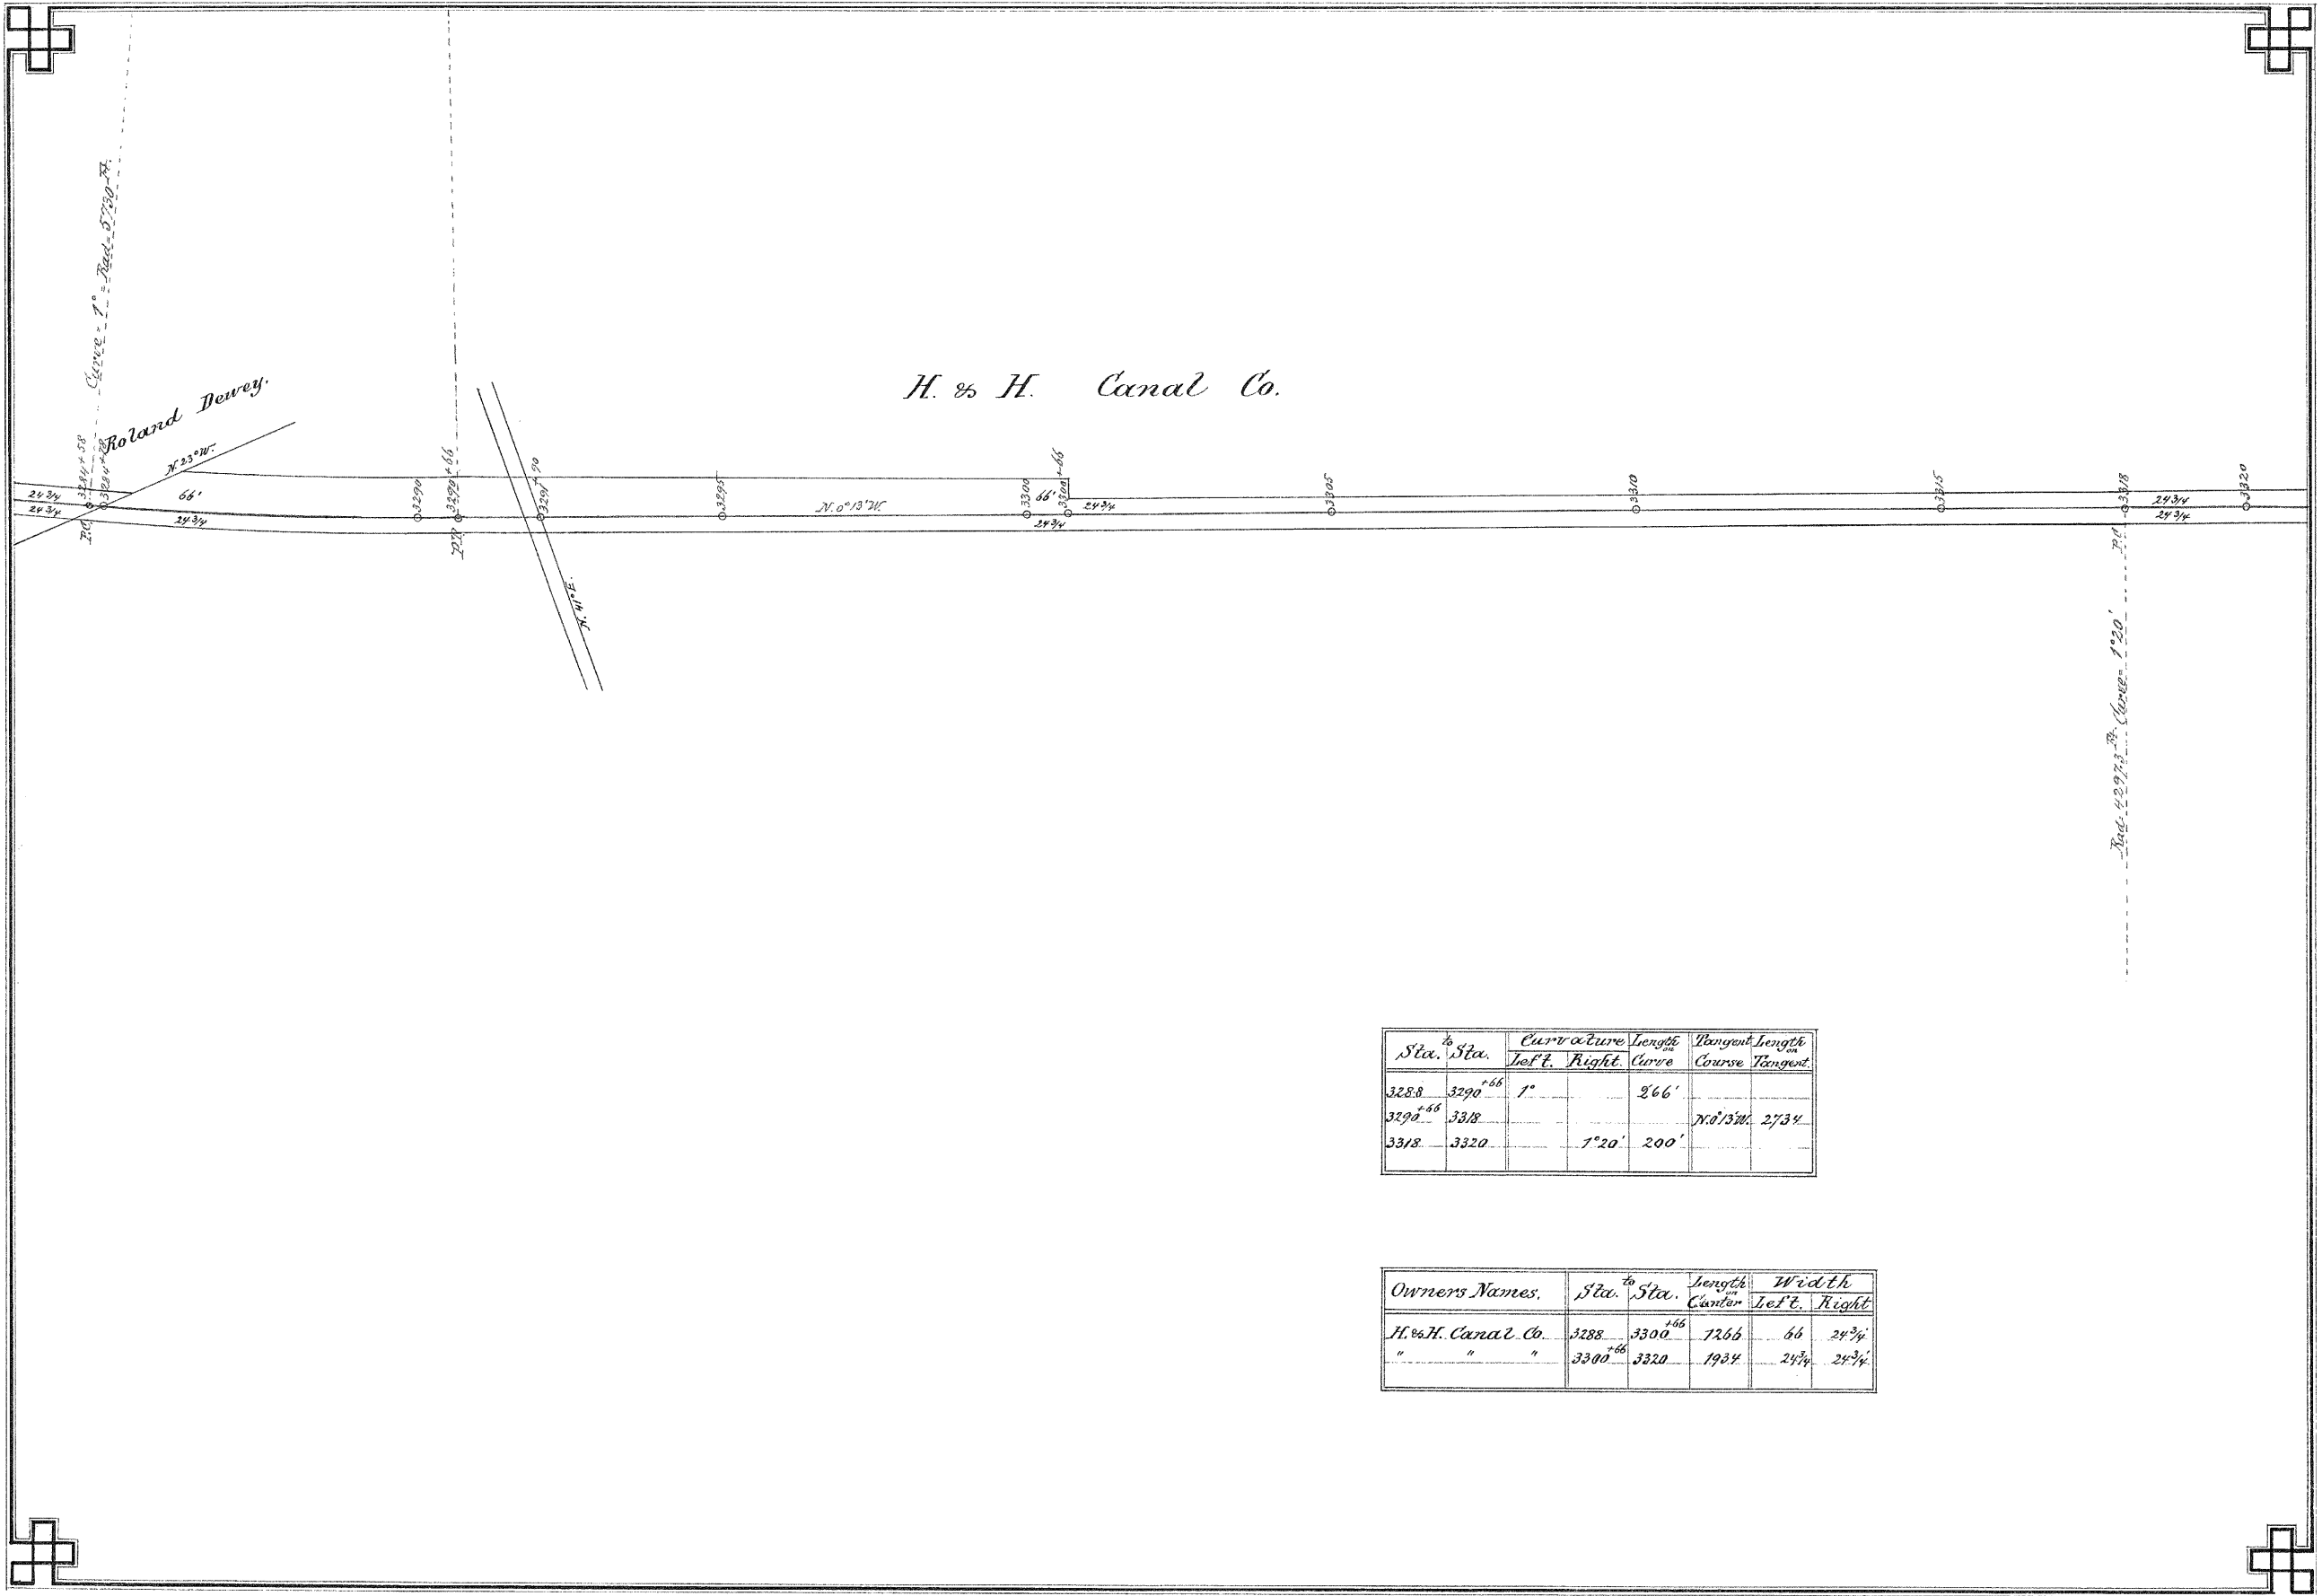 Curve = 1° = Rad = 5730 Ft.
Roland Dewey.
H. & H. Canal Co.
N. 23° W.
3284+58
3284+78
3290
3290+66
3291+90
3295
3300
3300+66
3305
3310
3315
3318
3320
24 3/4
66'
N. 0° 13' W.
66'
24 3/4
24 3/4
24 3/4
24 3/4
24 3/4
24 3/4
P.C.
P.T.
P.C.
N. 41° E.
Rad = 4297.3 Ft. Curve = 1°20'
Sta. to Sta. Curvature Length on Curve Tangent Course Length on Tangent.
Left. Right.
3288 3290+66 1° 266'
3290+66 3318 N. 0° 13' W. 2734
3318 3320 1°20' 200'
Owners Names. Sta. to Sta. Length on Center Width
Left. Right
H. & H. Canal Co. 3288 3300+66 1266 66 24 3/4'
" " " 3300+66 3320 1934 24 3/4 24 3/4'